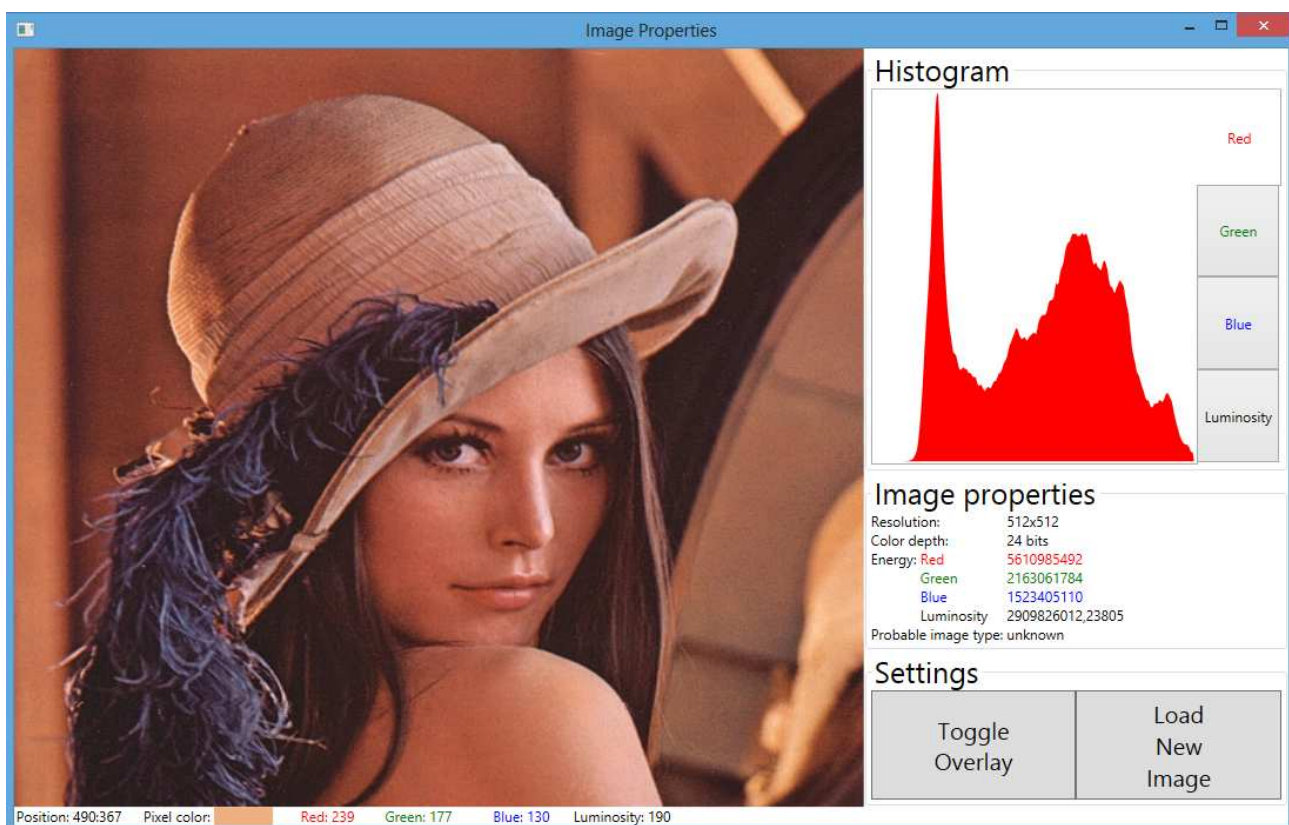 Image Properties
Histogram
Red
Green
Blue
Luminosity
Image properties
Resolution: 512x512
Color depth: 24 bits
Energy: Red 5610985492
Green 2163061784
Blue 1523405110
Luminosity 2909826012,23805
Probable image type: unknown
Settings
Toggle
Overlay
Load
New
Image
Position: 490:367 Pixel color: Red: 239 Green: 177 Blue: 130 Luminosity: 190